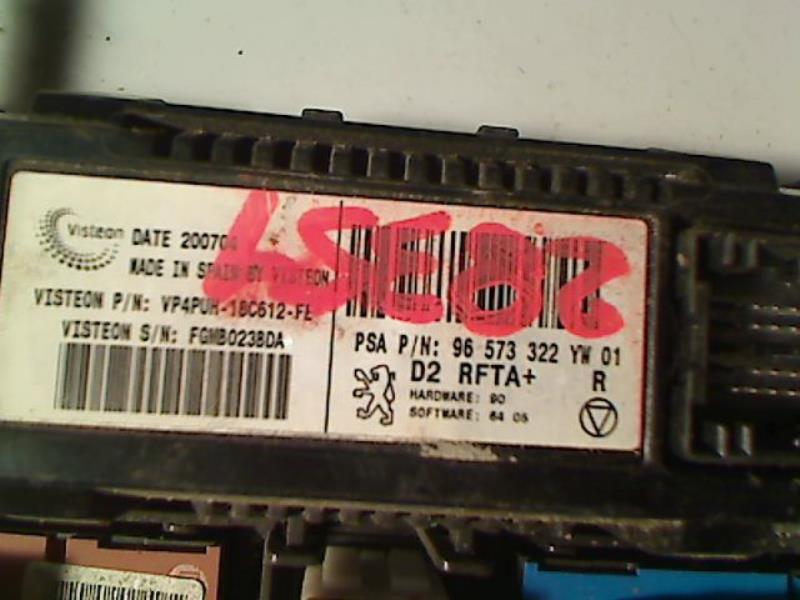 Visteon
DATE 200704
MADE IN SPAIN BY VISTEON
VISTEON P/N: VP4PUH-18C612-FE
VISTEON S/N: FGMB023BDA
PSA P/N: 96 573 322 YW 01
D2 RFTA+ R
HARDWARE: 90
SOFTWARE: 64 05